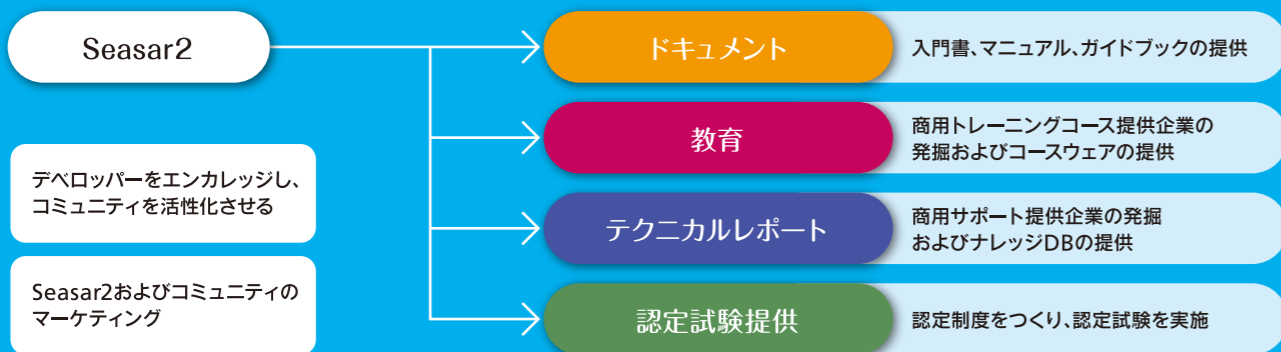 Seasar2
デベロッパーをエンカレッジし、
コミュニティを活性化させる
Seasar2およびコミュニティの
マーケティング
ドキュメント
入門書、マニュアル、ガイドブックの提供
教育
商用トレーニングコース提供企業の
発掘およびコースウェアの提供
テクニカルレポート
商用サポート提供企業の発掘
およびナレッジDBの提供
認定試験提供
認定制度をつくり、認定試験を実施